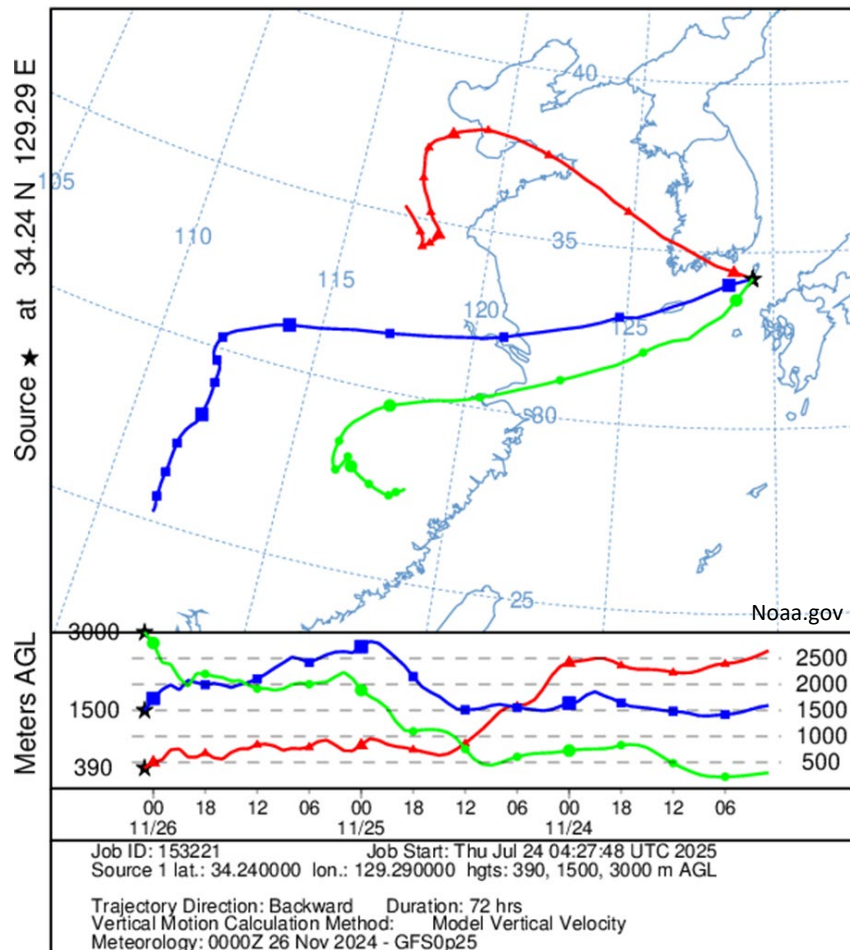 Source ★ at 34.24 N 129.29 E
40
105
110
35
115
120
125
30
25
Noaa.gov
Meters AGL
3000
2500
2000
1500
1500
1000
390
500
00 18 12 06 00 18 12 06 00 18 12 06
11/26 11/25 11/24
Job ID: 153221 Job Start: Thu Jul 24 04:27:48 UTC 2025
Source 1 lat.: 34.240000 lon.: 129.290000 hgts: 390, 1500, 3000 m AGL
Trajectory Direction: Backward Duration: 72 hrs
Vertical Motion Calculation Method: Model Vertical Velocity
Meteorology: 0000Z 26 Nov 2024 - GFS0p25